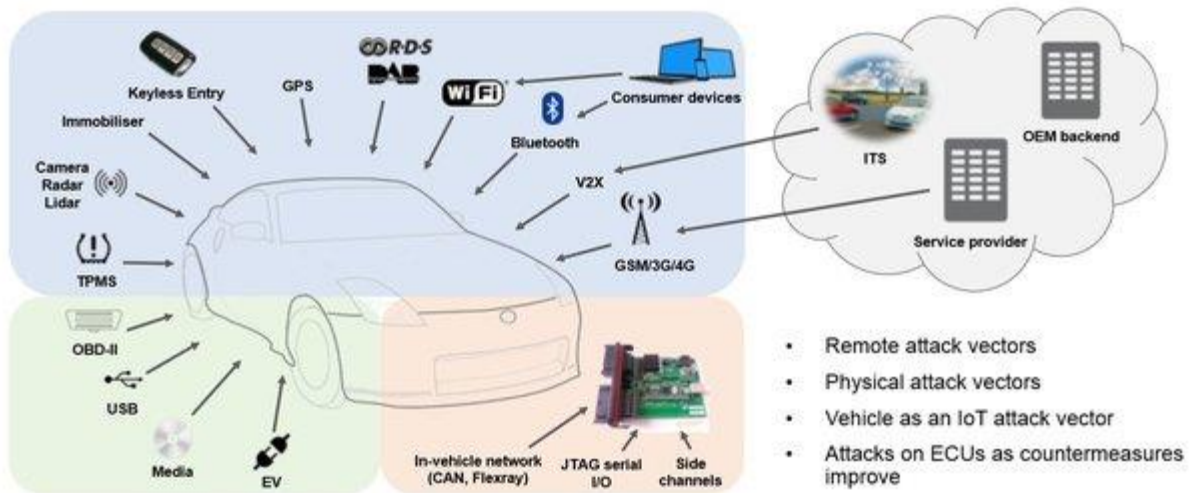 Keyless Entry
GPS
R·D·S
DAB
Wi Fi
Consumer devices
Bluetooth
Immobiliser
Camera
Radar
Lidar
V2X
TPMS
GSM/3G/4G
ITS
OEM backend
Service provider
OBD-II
USB
Media
EV
In-vehicle network
(CAN, Flexray)
JTAG serial
I/O
Side
channels
• Remote attack vectors
• Physical attack vectors
• Vehicle as an IoT attack vector
• Attacks on ECUs as countermeasures
improve